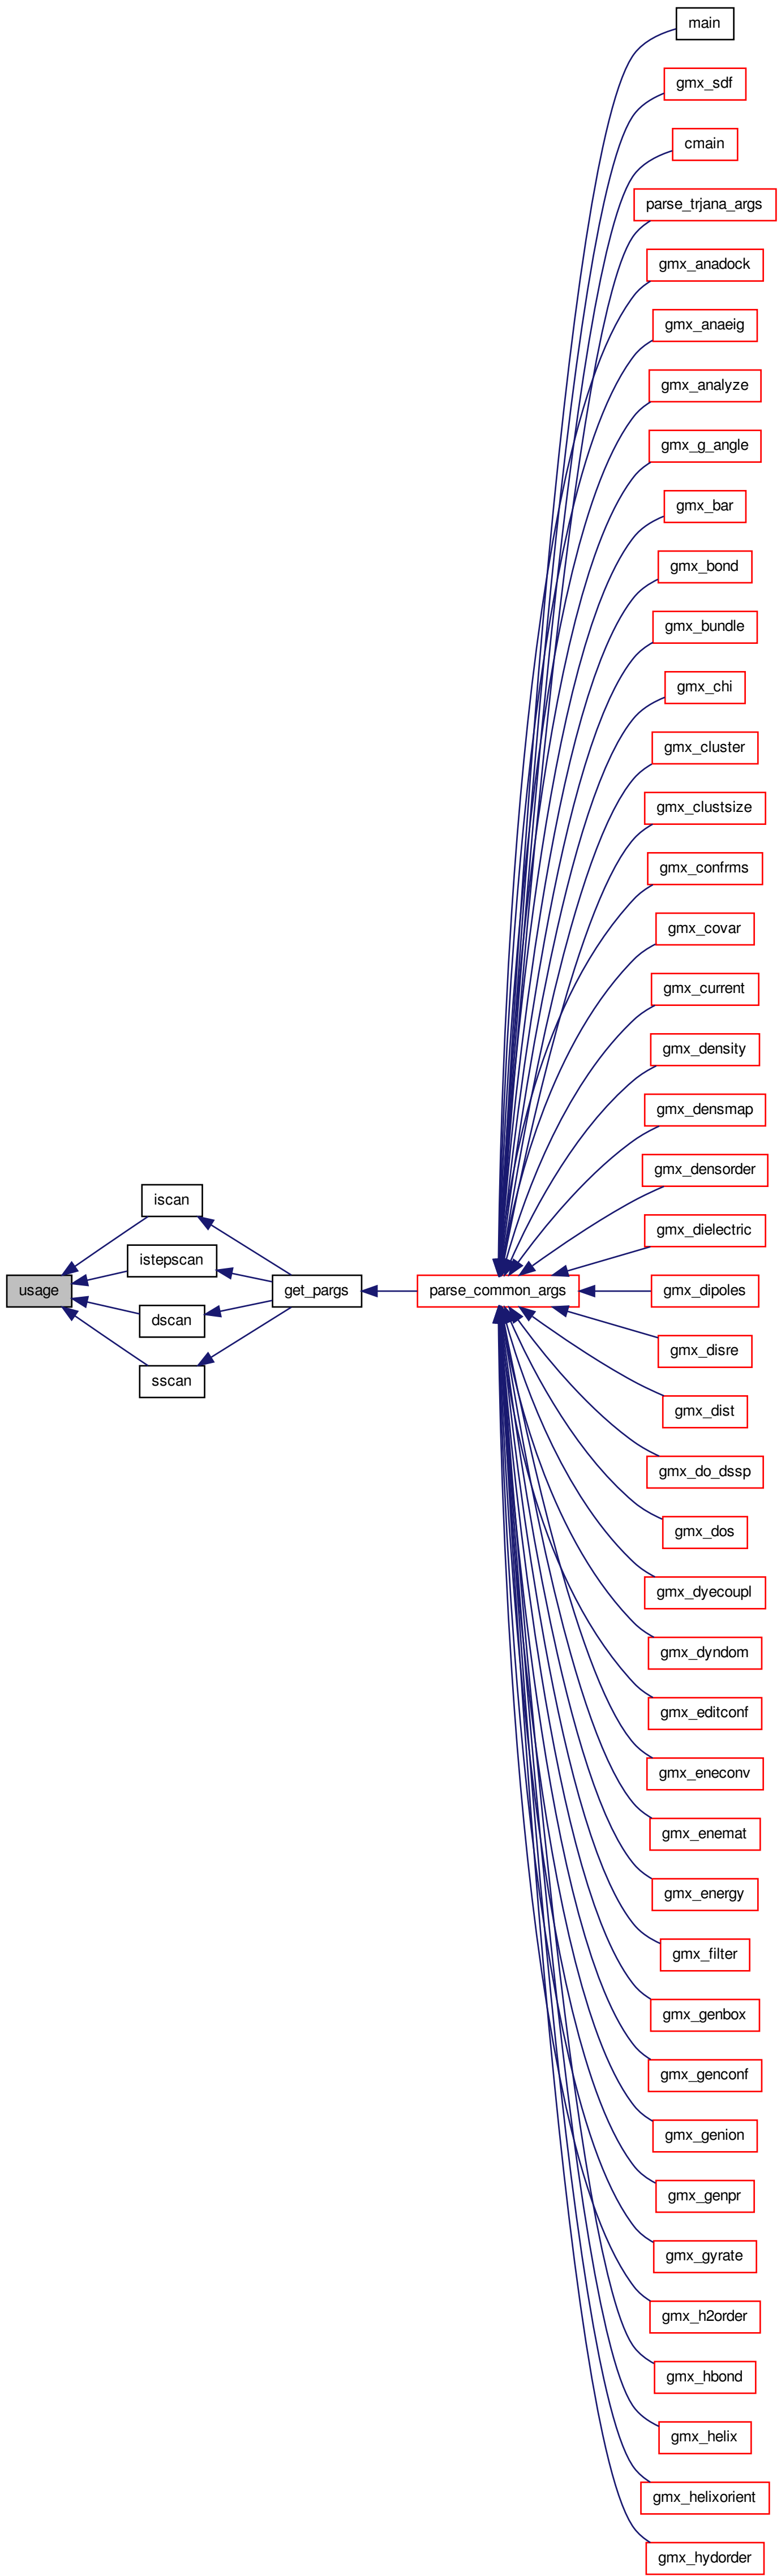 usage
iscan
istepscan
dscan
sscan
get_pargs
parse_common_args
main
gmx_sdf
cmain
parse_trjana_args
gmx_anadock
gmx_anaeig
gmx_analyze
gmx_g_angle
gmx_bar
gmx_bond
gmx_bundle
gmx_chi
gmx_cluster
gmx_clustsize
gmx_confrms
gmx_covar
gmx_current
gmx_density
gmx_densmap
gmx_densorder
gmx_dielectric
gmx_dipoles
gmx_disre
gmx_dist
gmx_do_dssp
gmx_dos
gmx_dyecoupl
gmx_dyndom
gmx_editconf
gmx_eneconv
gmx_enemat
gmx_energy
gmx_filter
gmx_genbox
gmx_genconf
gmx_genion
gmx_genpr
gmx_gyrate
gmx_h2order
gmx_hbond
gmx_helix
gmx_helixorient
gmx_hydorder